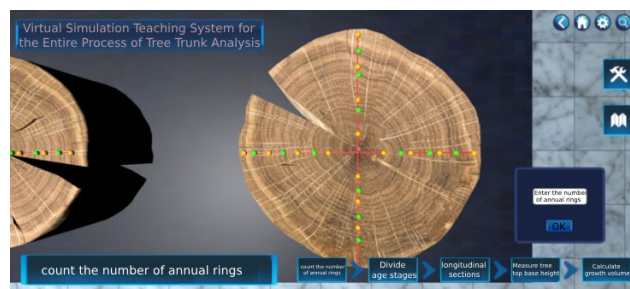 Virtual Simulation Teaching System for
the Entire Process of Tree Trunk Analysis
Enter the number
of annual rings
OK
count the number of annual rings
count the number
of annual rings
Divide
age stages
longitudinal
sections
Measure tree
top base height
Calculate
growth volume